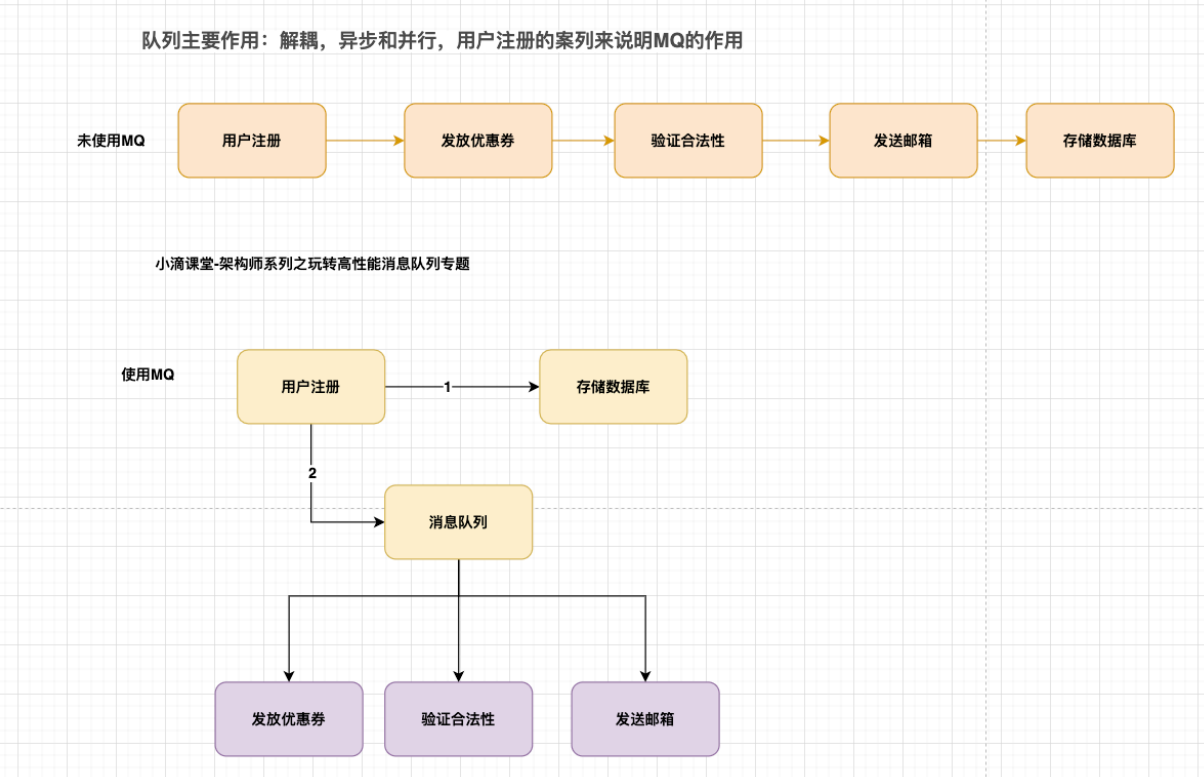 队列主要作用：解耦，异步和并行，用户注册的案列来说明MQ的作用
未使用MQ
用户注册
发放优惠券
验证合法性
发送邮箱
存储数据库
小滴课堂-架构师系列之玩转高性能消息队列专题
使用MQ
用户注册
1
存储数据库
2
消息队列
发放优惠券
验证合法性
发送邮箱